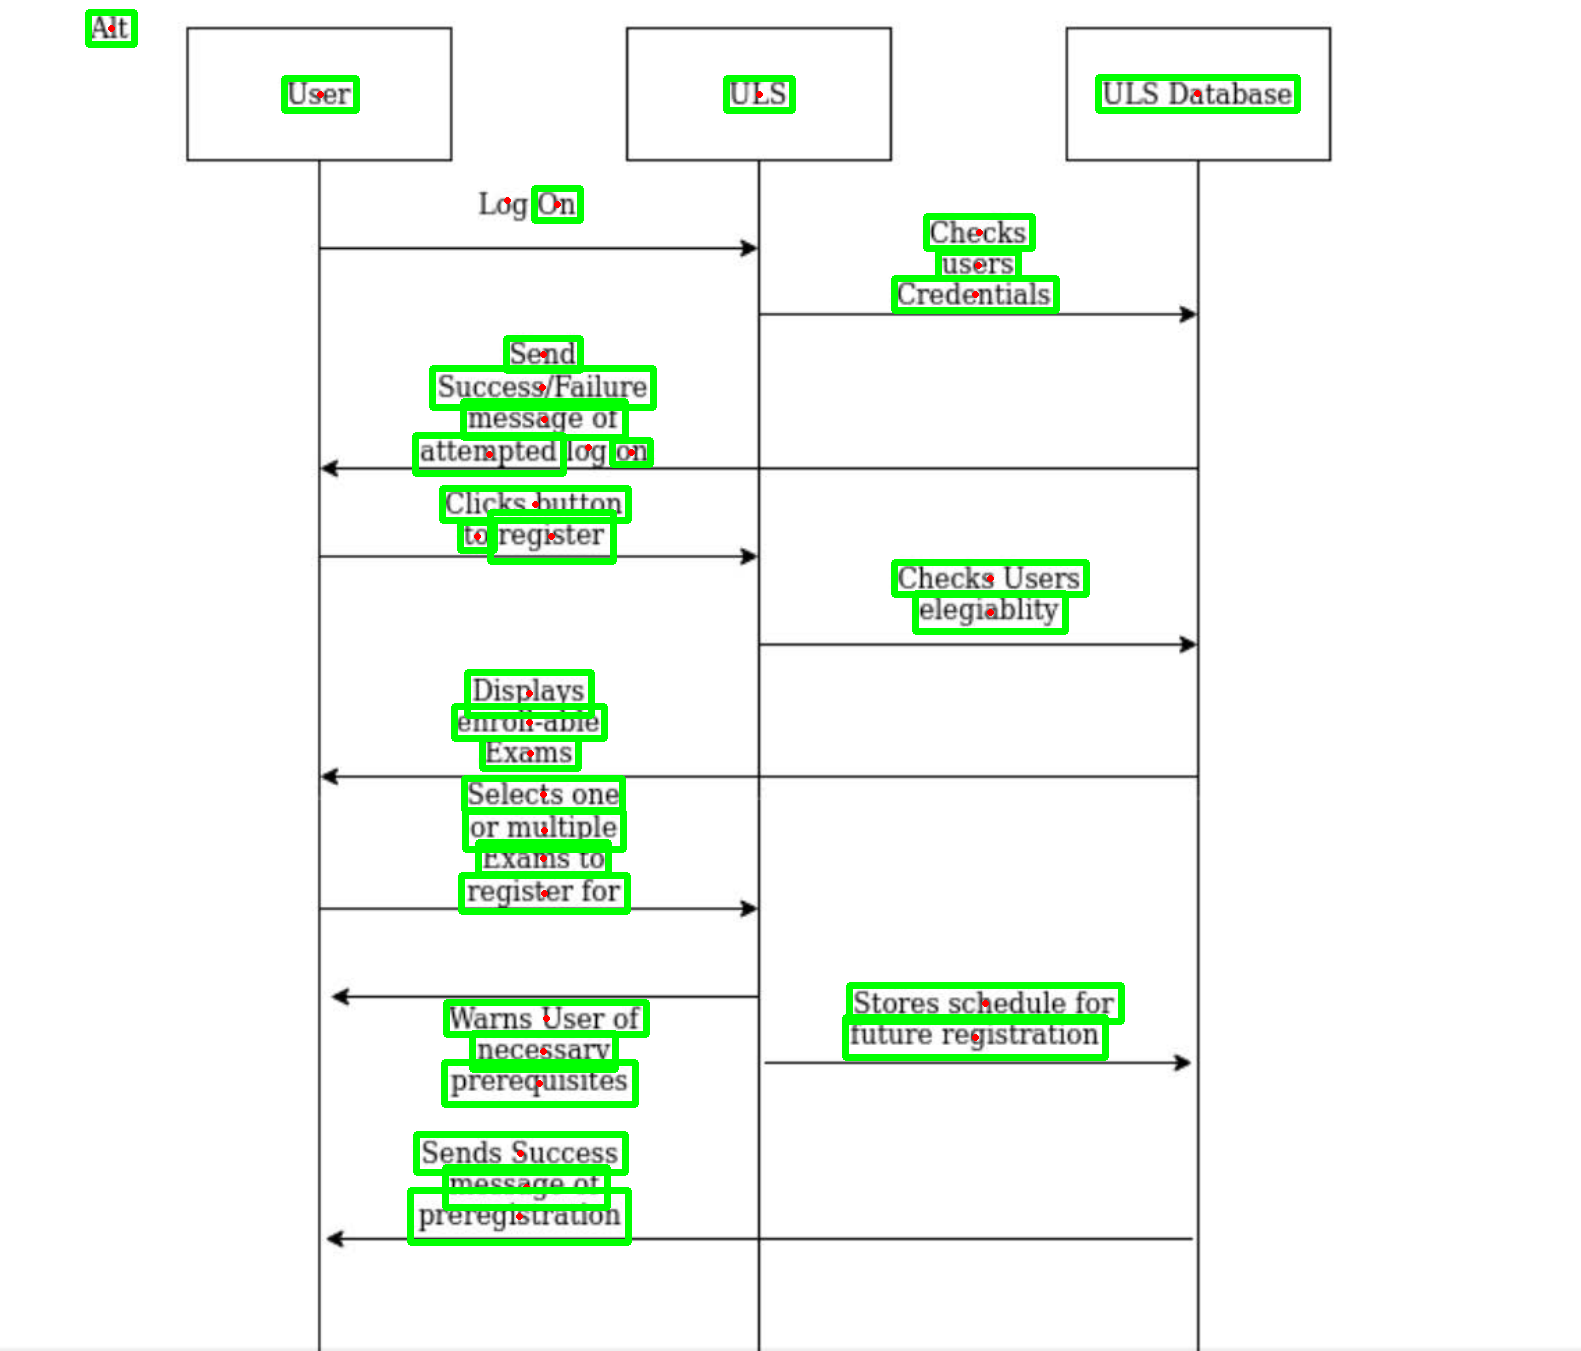 Alt
User
ULS
ULS Database
Log On
Checks
users
Credentials
Send
Success/Failure
message of
attempted log on
Clicks button
to register
Checks Users
elegiablity
Displays
enroll-able
Exams
Selects one
or multiple
Exams to
register for
Warns User of
necessary
prerequisites
Stores schedule for
future registration
Sends Success
message of
preregistration